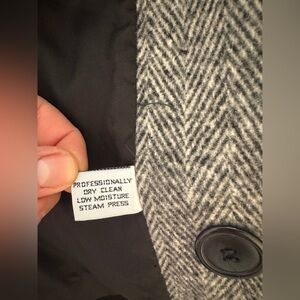 PROFESSIONALLY
DRY CLEAN
LOW MOISTURE
STEAM PRESS